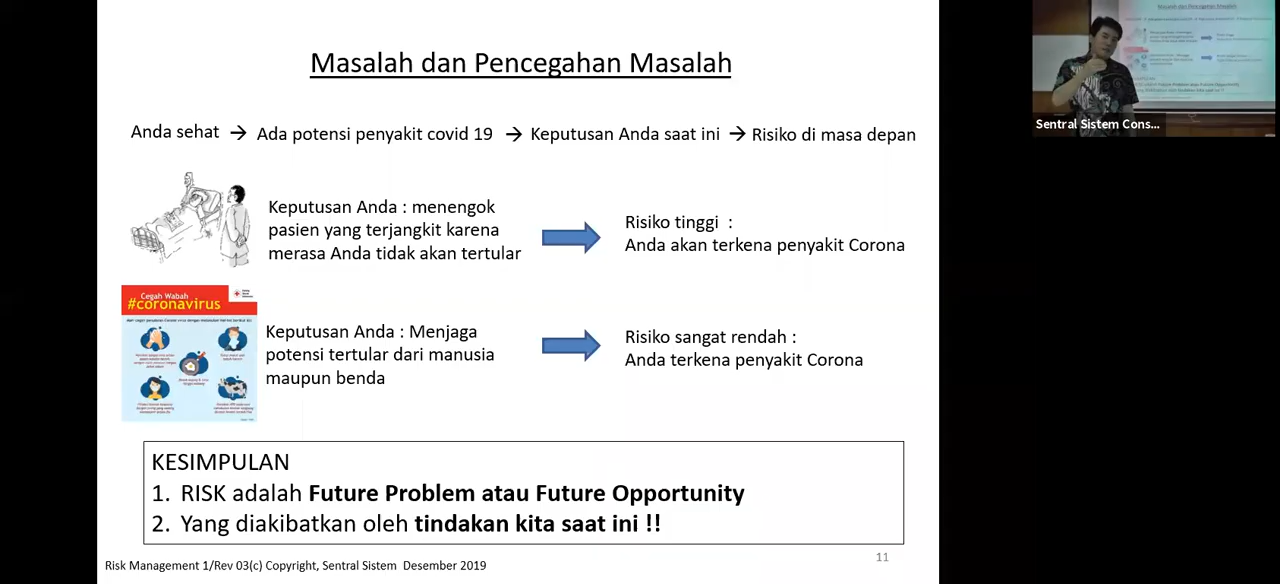 Masalah dan Pencegahan Masalah
Anda sehat → Ada potensi penyakit covid 19 → Keputusan Anda saat ini → Risiko di masa depan
Keputusan Anda : menengok
pasien yang terjangkit karena
merasa Anda tidak akan tertular
Risiko tinggi :
Anda akan terkena penyakit Corona
Cegah Wabah
#coronavirus
Keputusan Anda : Menjaga
potensi tertular dari manusia
maupun benda
Risiko sangat rendah :
Anda terkena penyakit Corona
KESIMPULAN
1. RISK adalah Future Problem atau Future Opportunity
2. Yang diakibatkan oleh tindakan kita saat ini !!
11
Risk Management 1/Rev 03(c) Copyright, Sentral Sistem Desember 2019
Masalah dan Pencegahan Masalah
Sentral Sistem Cons...